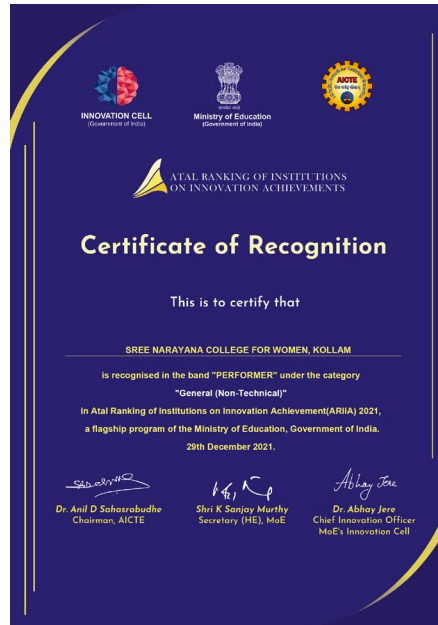 INNOVATION CELL
(Government of India)
Ministry of Education
(Government of India)
AICTE
ATAL RANKING OF INSTITUTIONS
ON INNOVATION ACHIEVEMENTS
Certificate of Recognition
This is to certify that
SREE NARAYANA COLLEGE FOR WOMEN, KOLLAM
is recognised in the band "PERFORMER" under the category
"General (Non-Technical)"
in Atal Ranking of Institutions on Innovation Achievement(ARIIA) 2021,
a flagship program of the Ministry of Education, Government of India.
29th December 2021.
Abhay Jere
Dr. Anil D Sahasrabudhe
Chairman, AICTE
Shri K Sanjay Murthy
Secretary (HE), MoE
Dr. Abhay Jere
Chief Innovation Officer
MoE's Innovation Cell